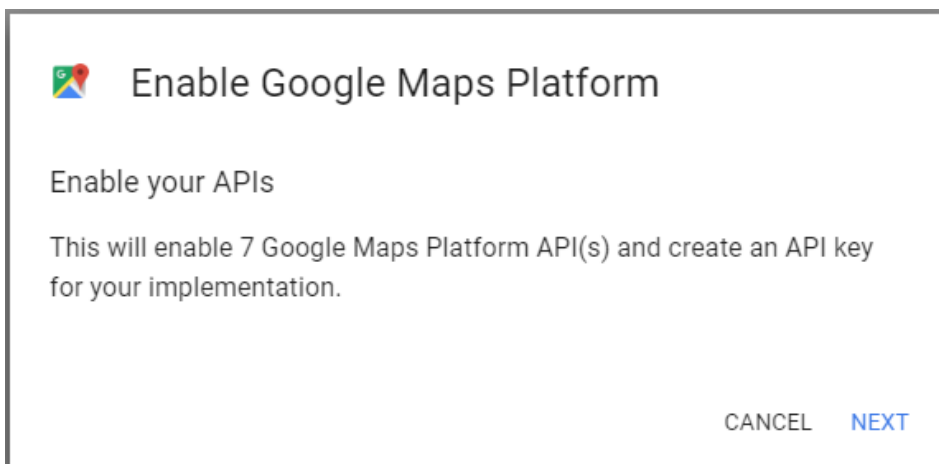 Enable Google Maps Platform
Enable your APIs
This will enable 7 Google Maps Platform API(s) and create an API key
for your implementation.
CANCEL NEXT